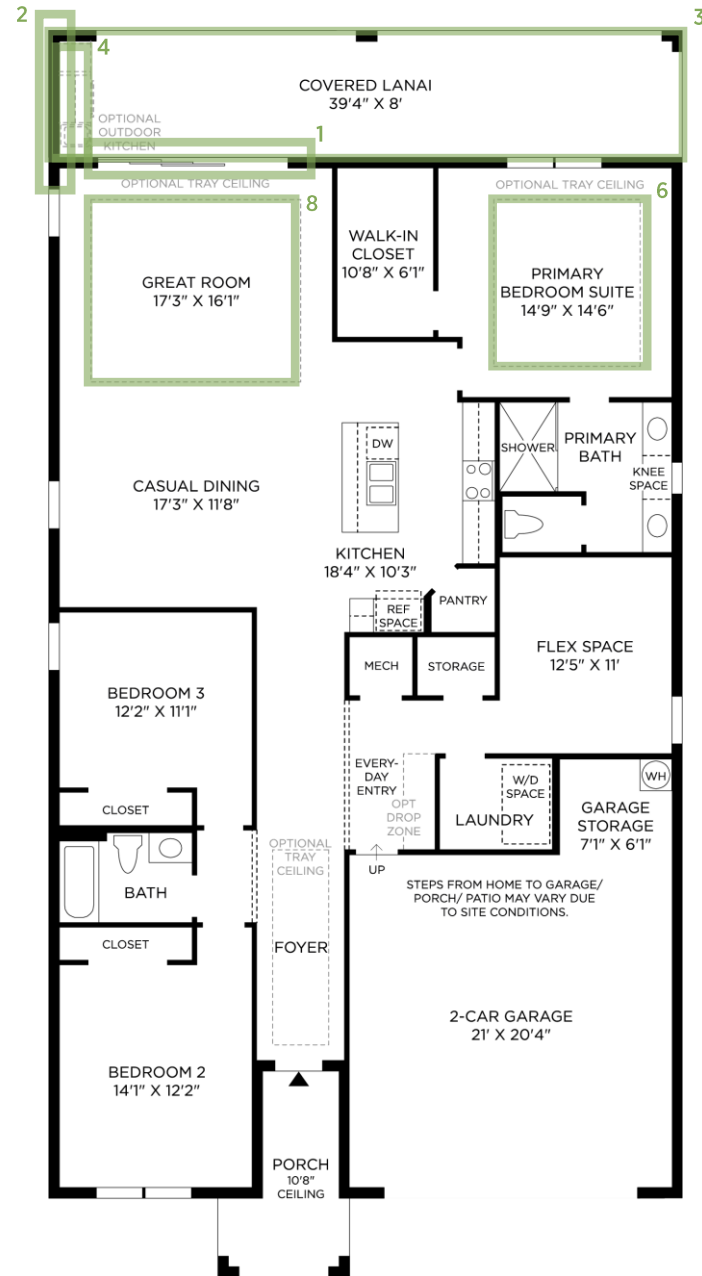 2
3
4
COVERED LANAI
39'4" X 8'
OPTIONAL
OUTDOOR
KITCHEN
1
OPTIONAL TRAY CEILING
OPTIONAL TRAY CEILING
6
8
WALK-IN
CLOSET
10'8" X 6'1"
GREAT ROOM
17'3" X 16'1"
PRIMARY
BEDROOM SUITE
14'9" X 14'6"
DW
SHOWER
PRIMARY
BATH
KNEE
SPACE
CASUAL DINING
17'3" X 11'8"
KITCHEN
18'4" X 10'3"
REF
SPACE
PANTRY
MECH
STORAGE
FLEX SPACE
12'5" X 11'
BEDROOM 3
12'2" X 11'1"
CLOSET
EVERY-
DAY
ENTRY
OPT
DROP
ZONE
W/D
SPACE
LAUNDRY
WH
GARAGE
STORAGE
7'1" X 6'1"
OPTIONAL
TRAY
CEILING
UP
BATH
STEPS FROM HOME TO GARAGE/
PORCH/ PATIO MAY VARY DUE
TO SITE CONDITIONS.
CLOSET
FOYER
2-CAR GARAGE
21' X 20'4"
BEDROOM 2
14'1" X 12'2"
PORCH
10'8"
CEILING